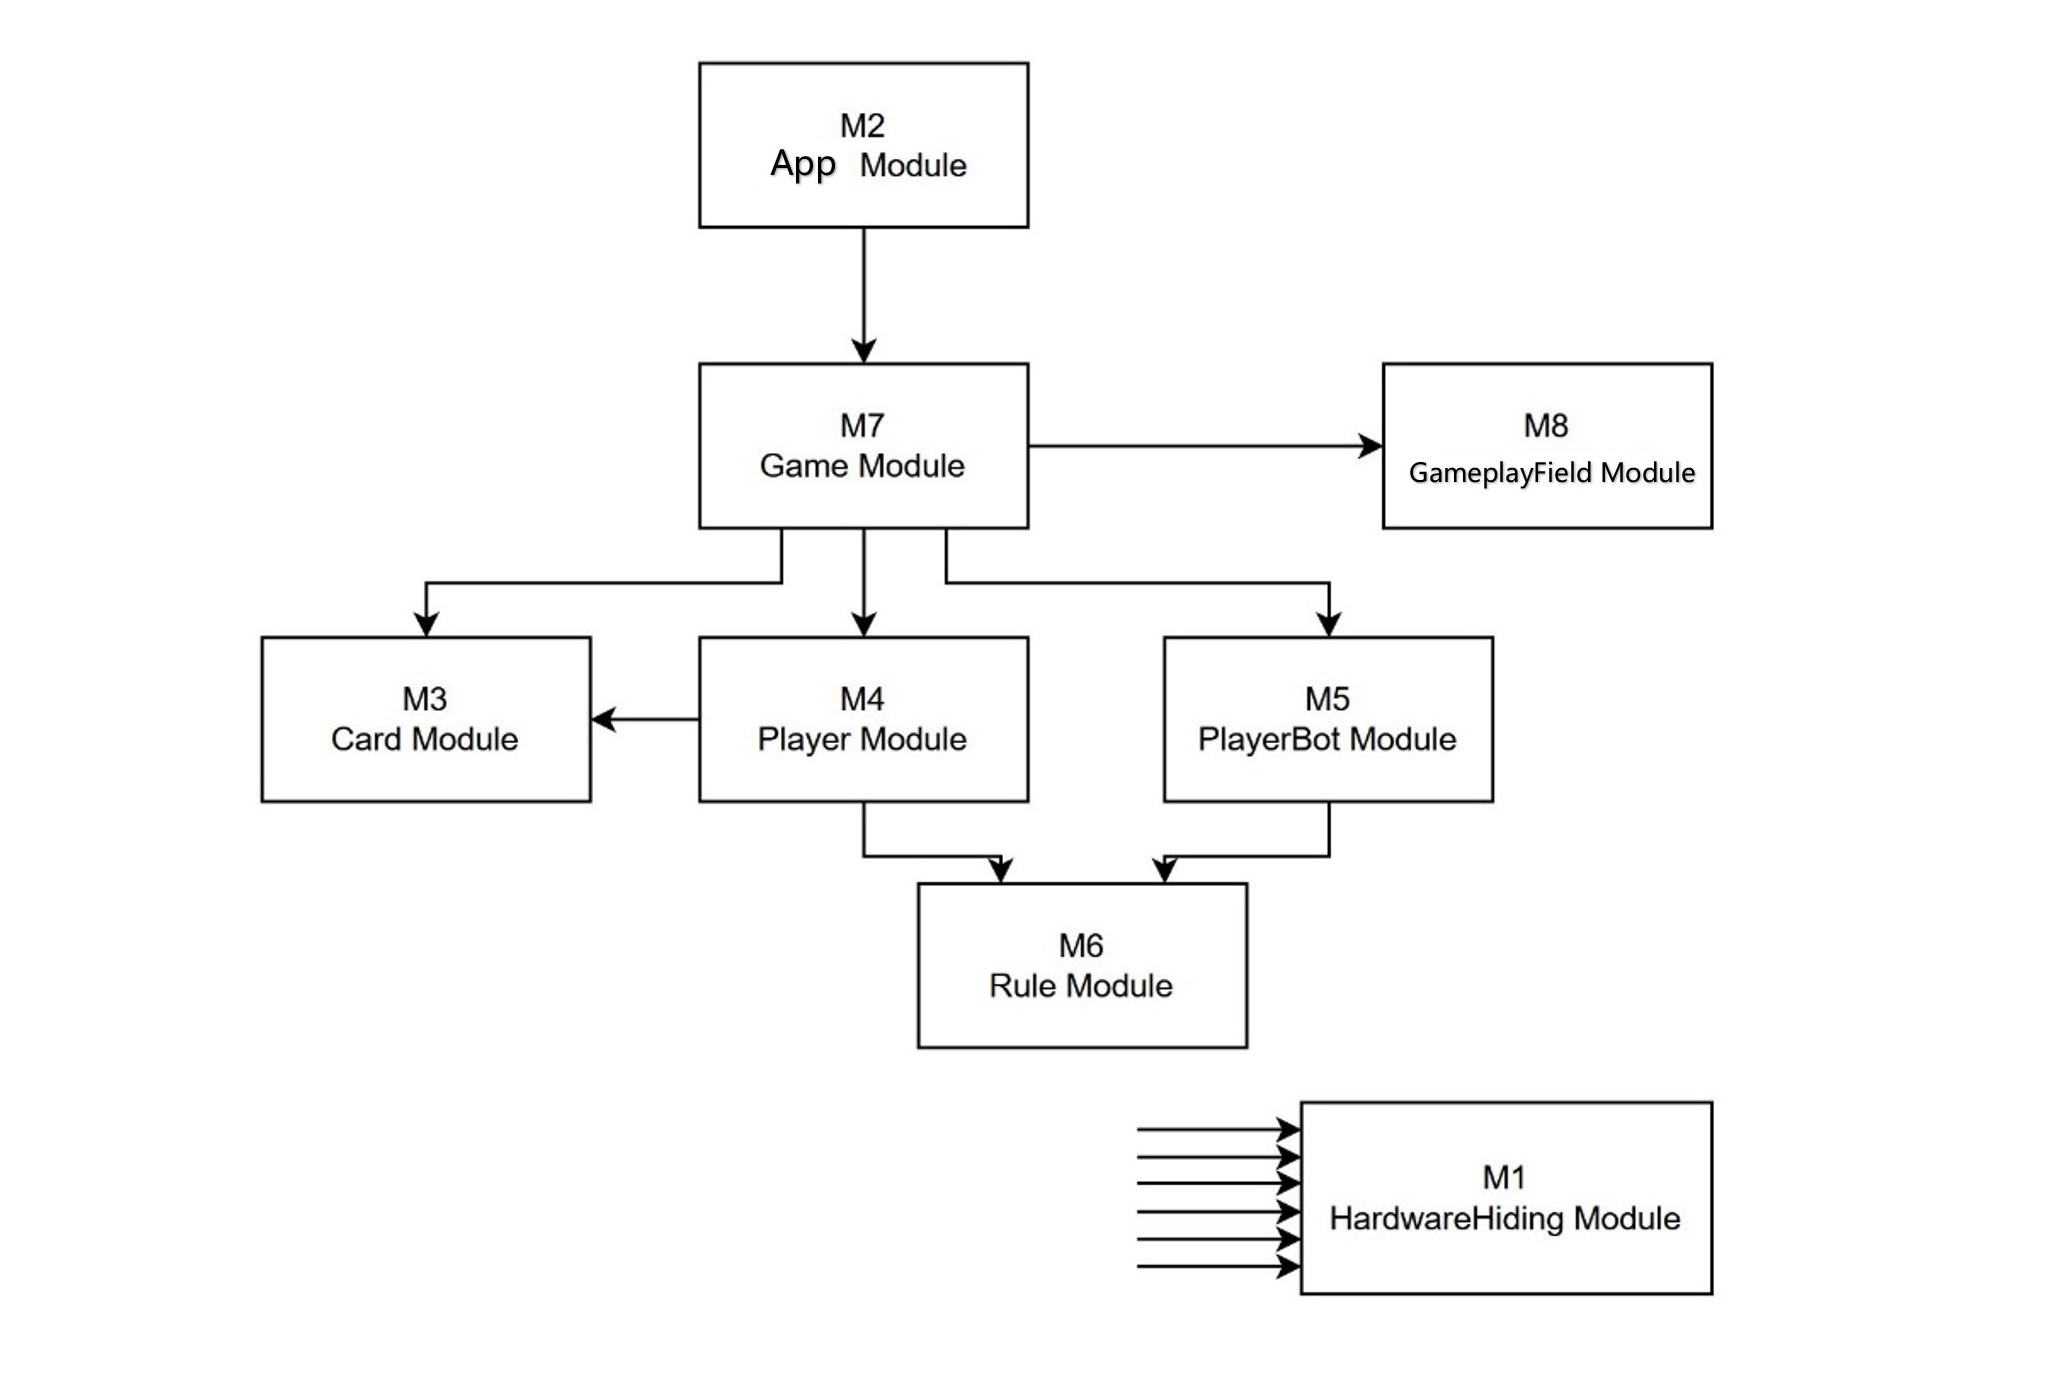 M2
App Module
M7
Game Module
M8
GameplayField Module
M3
Card Module
M4
Player Module
M5
PlayerBot Module
M6
Rule Module
M1
HardwareHiding Module